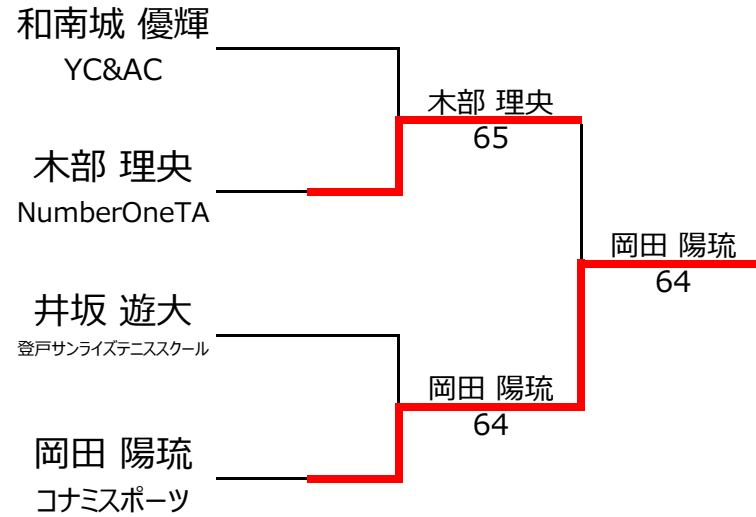 和南城 優輝
YC&AC
木部 理央
NumberOneTA
井坂 遊大
登戸サンライズテニススクール
岡田 陽琉
コナミスポーツ
木部 理央
65
岡田 陽琉
64
岡田 陽琉
64